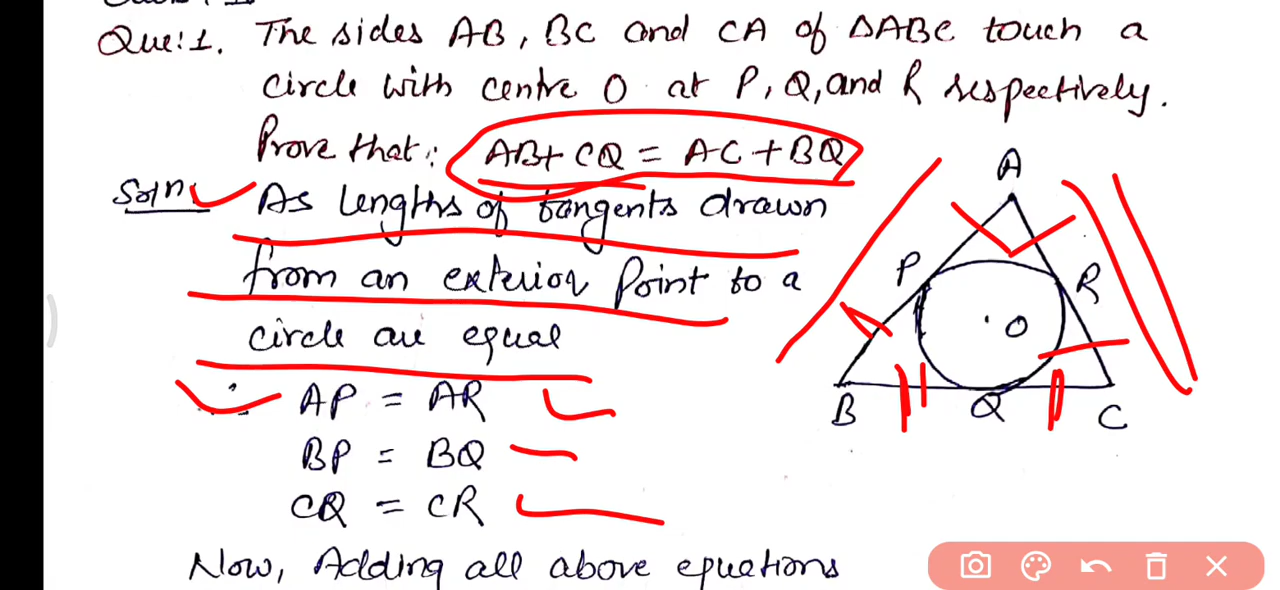 Que:1. The sides AB, BC and CA of ΔABC touch a
circle with centre O at P, Q, and R respectively.
Prove that: AB + CQ = AC + BQ
Soln: As lengths of tangents drawn
from an exterior point to a
circle are equal
∴ AP = AR
BP = BQ
CQ = CR
Now, Adding all above equations
A
P
R
O
B
Q
C